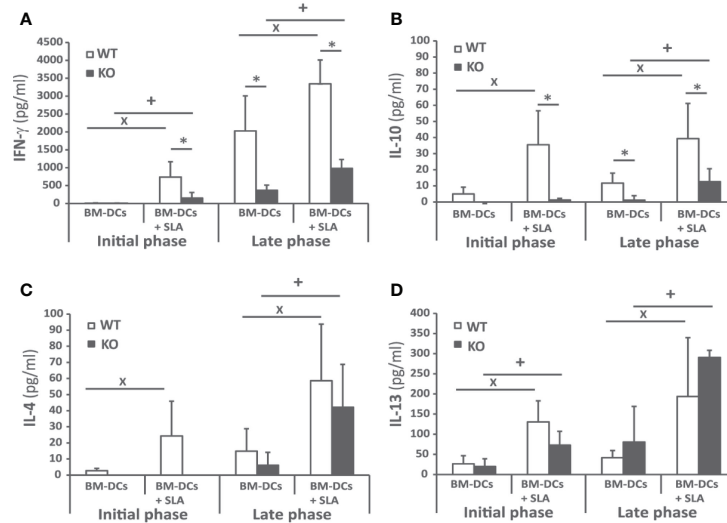 A
+
x
4500
4000
3500
3000
2500
2000
1500
1000
500
0
IFN-γ (pg/ml)
WT
KO
+
x
*
*
*
BM-DCs
BM-DCs
+ SLA
BM-DCs
BM-DCs
+ SLA
Initial phase
Late phase
B
90
80
70
60
50
40
30
20
10
0
IL-10 (pg/ml)
WT
KO
+
x
x
*
*
*
BM-DCs
BM-DCs
+ SLA
BM-DCs
BM-DCs
+ SLA
Initial phase
Late phase
C
100
90
80
70
60
50
40
30
20
10
0
IL-4 (pg/ml)
WT
KO
+
x
x
BM-DCs
BM-DCs
+ SLA
BM-DCs
BM-DCs
+ SLA
Initial phase
Late phase
D
400
350
300
250
200
150
100
50
0
IL-13 (pg/ml)
WT
KO
+
x
+
x
BM-DCs
BM-DCs
+ SLA
BM-DCs
BM-DCs
+ SLA
Initial phase
Late phase